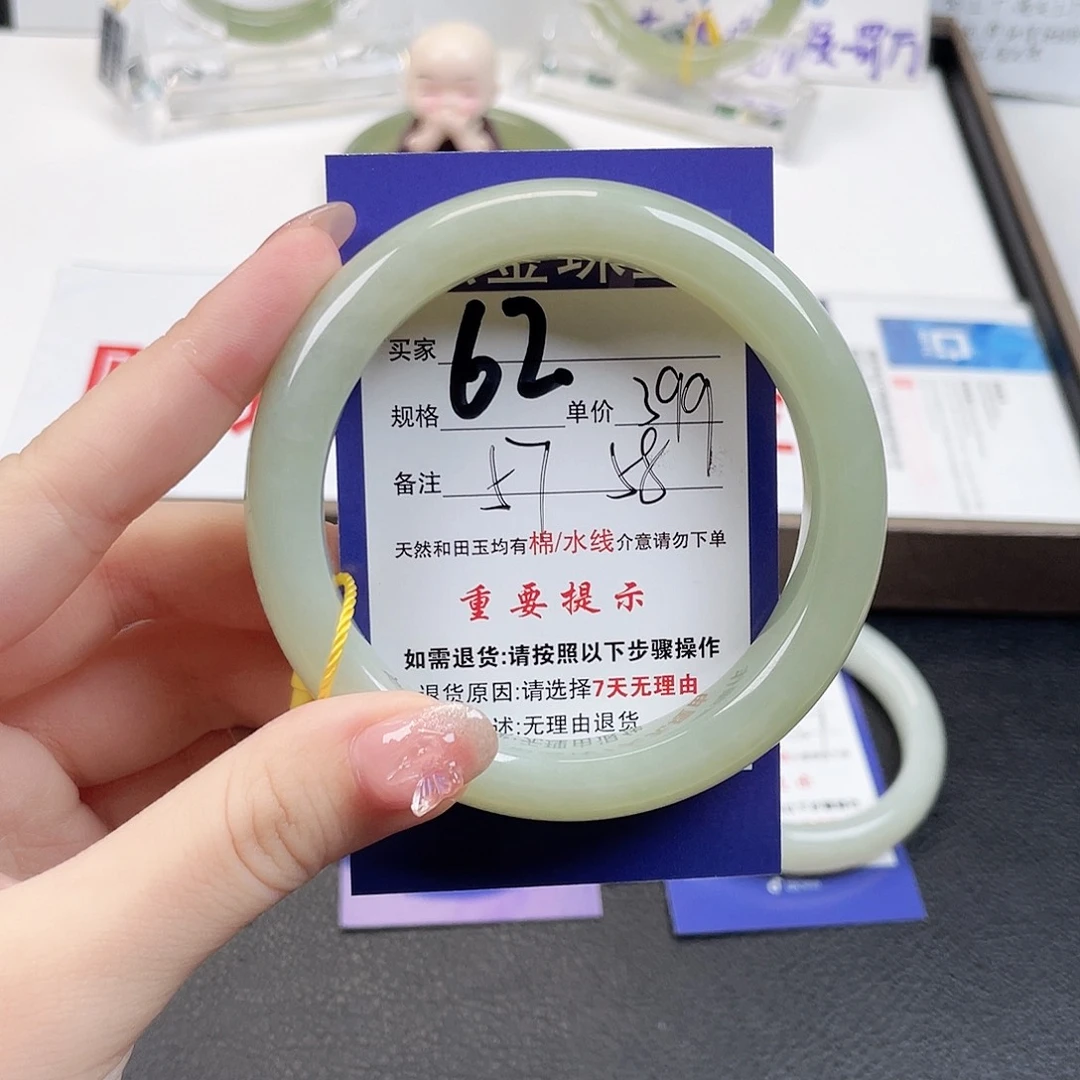 买家 62
规格 单价 399
备注 57 58
天然和田玉均有棉/水线介意请勿下单
重要提示
如需退货:请按照以下步骤操作
退货原因:请选择7天无理由
述:无理由退货